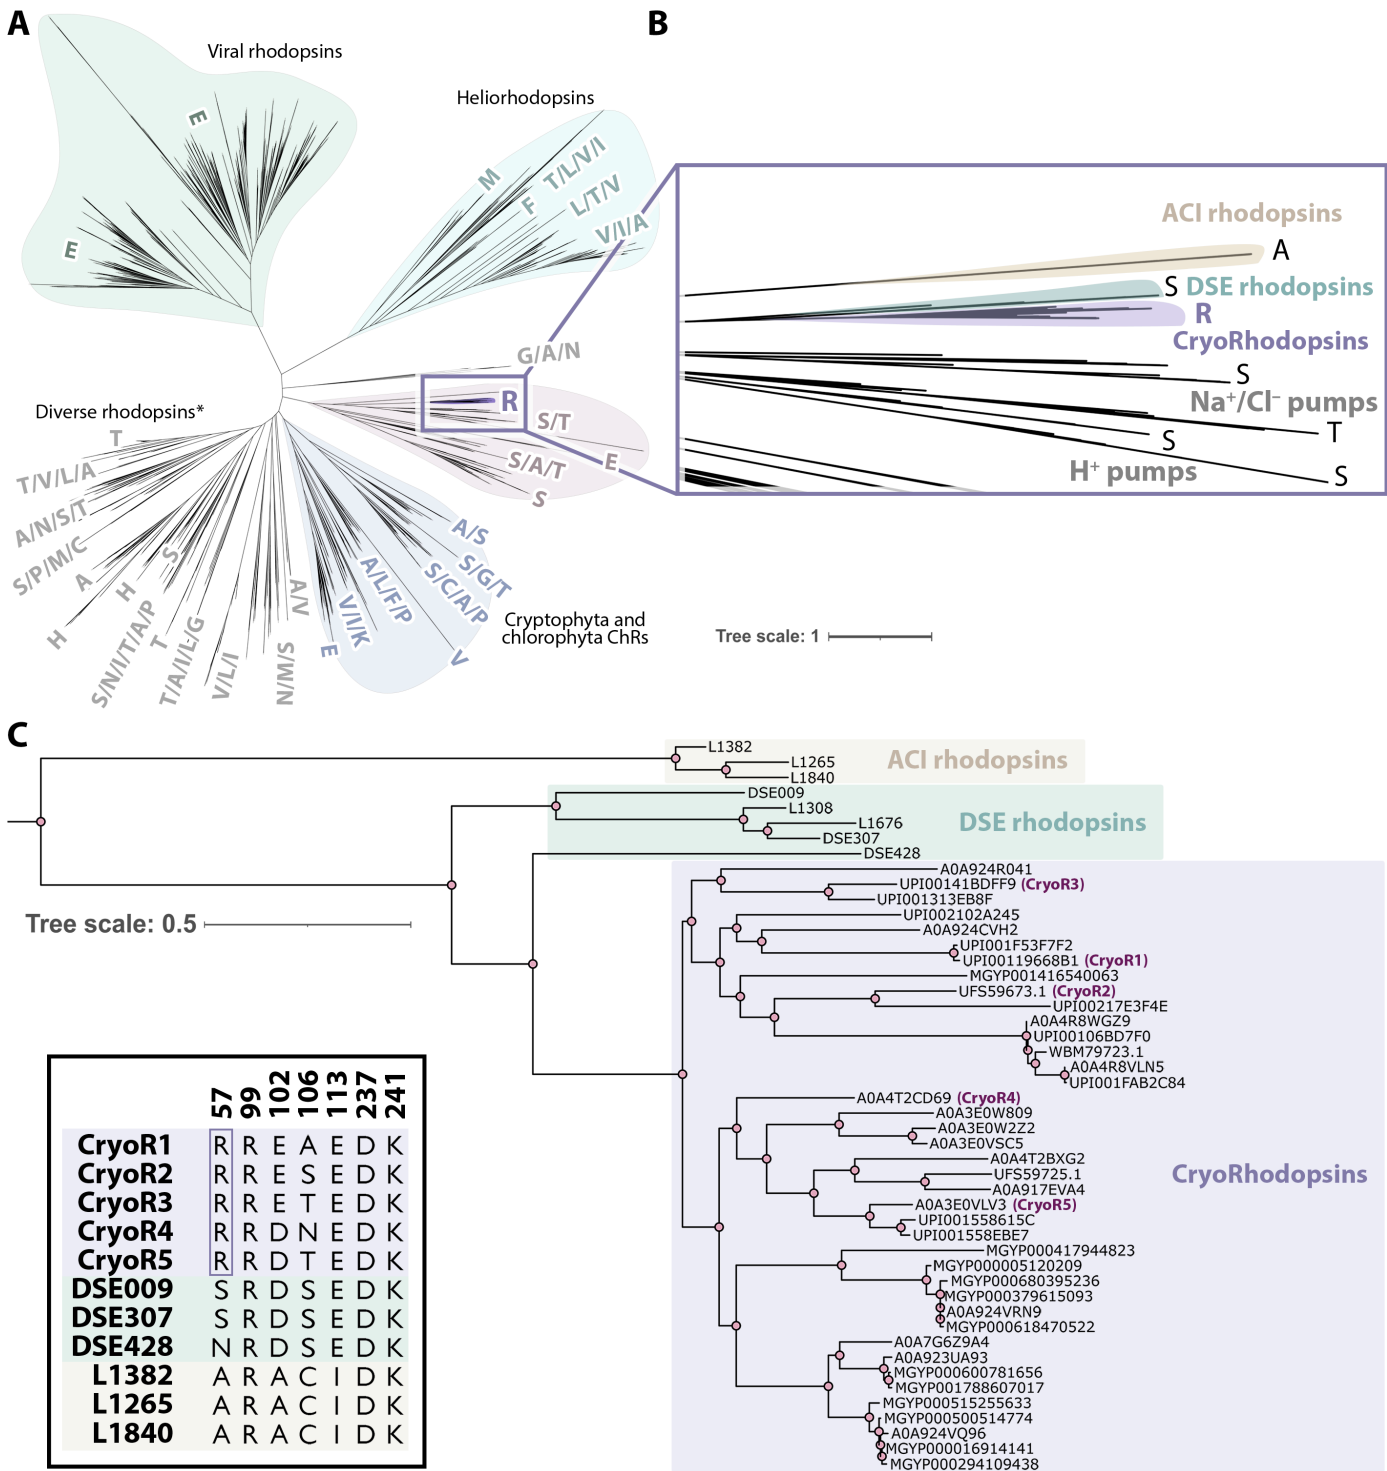 A
Viral rhodopsins
E
E
Heliorhodopsins
M
F
T/L/V/I
L/T/V
V/I/A
G/A/N
R
S/T
E
S/A/T
S
Diverse rhodopsins*
T
T/V/L/A
A/N/S/T
S/P/M/C
A
H
H
S
S/N/I/T/A/P
T
T/A/I/L/G
V/L/I
N/M/S
A/V
E
V/I/K
A/L/F/P
S/C/A/P
S/G/T
A/S
V
Cryptophyta and
chlorophyta ChRs
B
ACI rhodopsins
A
S DSE rhodopsins
R
CryoRhodopsins
S
Na+/Cl− pumps
T
S
H+ pumps
S
Tree scale: 1
C
L1382
L1265
L1840
ACI rhodopsins
DSE009
L1308
L1676
DSE307
DSE428
DSE rhodopsins
A0A924R041
UPI00141BDFF9 (CryoR3)
UPI001313EB8F
UPI002102A245
A0A924CVH2
UPI001F53F7F2
UPI00119668B1 (CryoR1)
MGYP001416540063
UFS59673.1 (CryoR2)
UPI00217E3F4E
A0A4R8WGZ9
UPI00106BD7F0
WBM79723.1
A0A4R8VLN5
UPI001FAB2C84
A0A4T2CD69 (CryoR4)
A0A3E0W809
A0A3E0W2Z2
A0A3E0VSC5
A0A4T2BXG2
UFS59725.1
A0A917EVA4
A0A3E0VLV3 (CryoR5)
UPI001558615C
UPI001558EBE7
MGYP000417944823
MGYP000005120209
MGYP000680395236
MGYP000379615093
A0A924VRN9
MGYP000618470522
A0A7G6Z9A4
A0A923UA93
MGYP000600781656
MGYP001788607017
MGYP000515255633
MGYP000500514774
A0A924VQ96
MGYP000016914141
MGYP000294109438
CryoRhodopsins
Tree scale: 0.5
57 99 102 106 113 237 241
CryoR1 R R E A E D K
CryoR2 R R E S E D K
CryoR3 R R E T E D K
CryoR4 R R D N E D K
CryoR5 R R D T E D K
DSE009 S R D S E D K
DSE307 S R D S E D K
DSE428 N R D S E D K
L1382 A R A C I D K
L1265 A R A C I D K
L1840 A R A C I D K